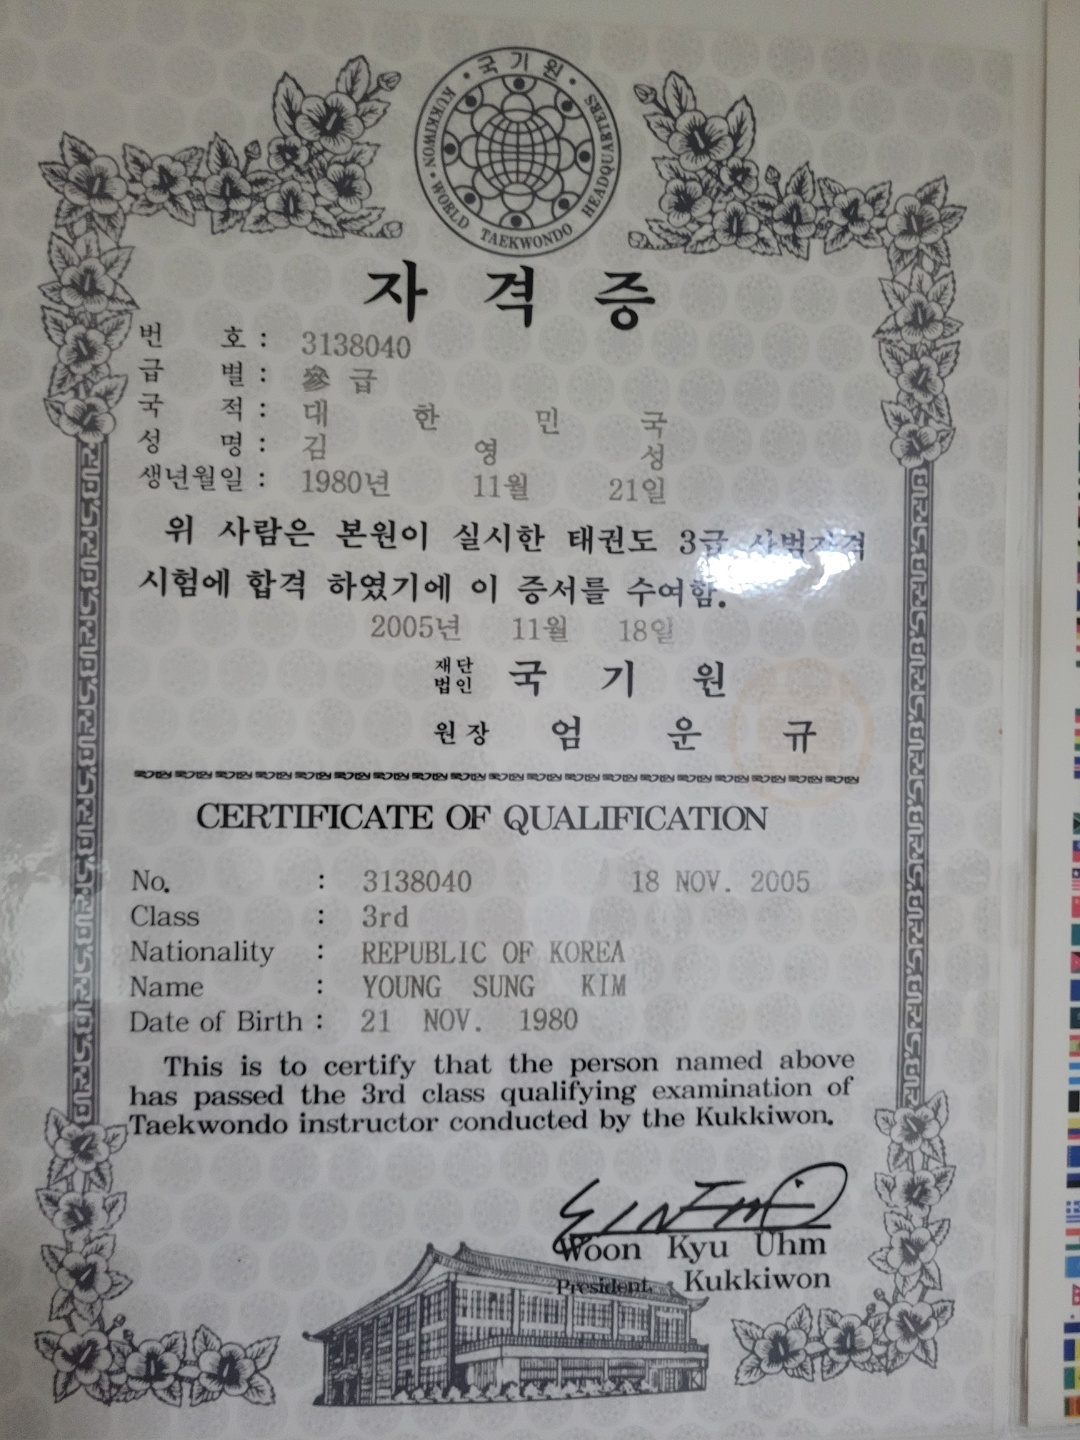 국기원
KUKKIWON • WORLD TAEKWONDO HEADQUARTERS
자 격 증
번 호 : 3138040
급 별 : 參 급
국 적 : 대 한 민 국
성 명 : 김 영 성
생년월일 : 1980년 11월 21일
위 사람은 본원이 실시한 태권도 3급 사범자격
시험에 합격 하였기에 이 증서를 수여함.
2005년 11월 18일
재단법인 국 기 원
원장 엄 운 규
CERTIFICATE OF QUALIFICATION
No. : 3138040 18 NOV. 2005
Class : 3rd
Nationality : REPUBLIC OF KOREA
Name : YOUNG SUNG KIM
Date of Birth : 21 NOV. 1980
This is to certify that the person named above
has passed the 3rd class qualifying examination of
Taekwondo instructor conducted by the Kukkiwon.
Woon Kyu Uhm
President, Kukkiwon